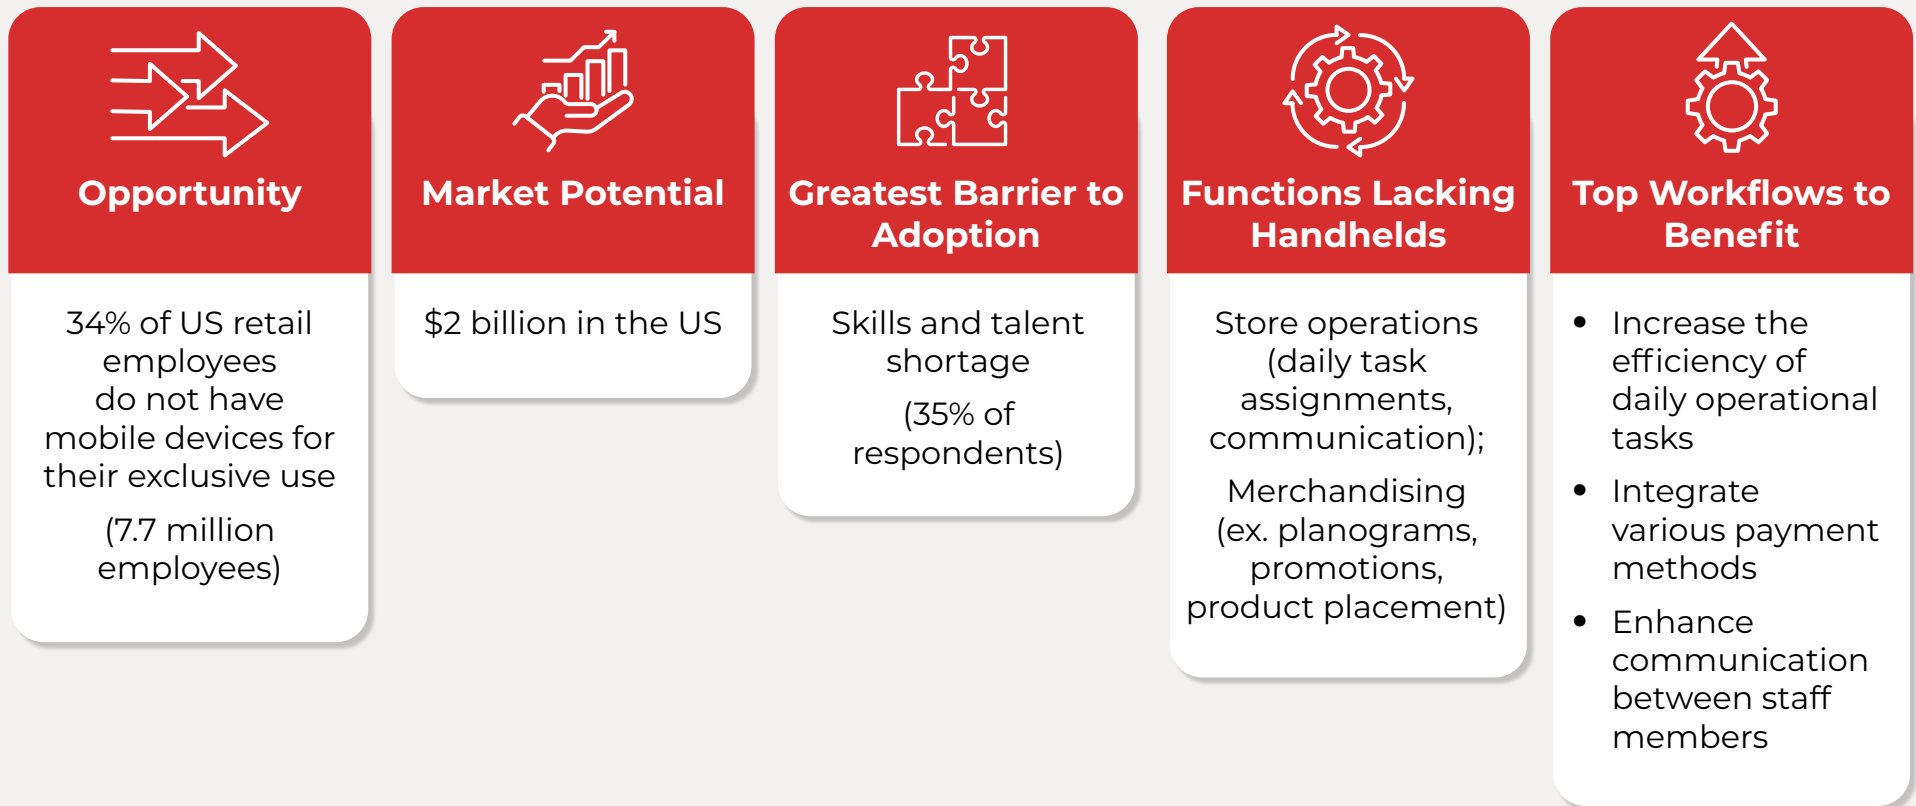 Opportunity
34% of US retail
employees
do not have
mobile devices for
their exclusive use
(7.7 million
employees)
Market Potential
$2 billion in the US
Greatest Barrier to
Adoption
Skills and talent
shortage
(35% of
respondents)
Functions Lacking
Handhelds
Store operations
(daily task
assignments,
communication);
Merchandising
(ex. planograms,
promotions,
product placement)
Top Workflows to
Benefit
• Increase the
efficiency of
daily operational
tasks
• Integrate
various payment
methods
• Enhance
communication
between staff
members